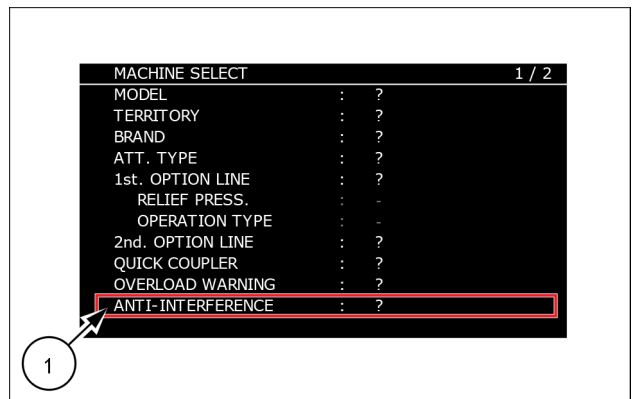 MACHINE SELECT 1 / 2
MODEL : ?
TERRITORY : ?
BRAND : ?
ATT. TYPE : ?
1st. OPTION LINE : ?
RELIEF PRESS. : -
OPERATION TYPE : -
2nd. OPTION LINE : ?
QUICK COUPLER : ?
OVERLOAD WARNING : ?
ANTI-INTERFERENCE : ?
1